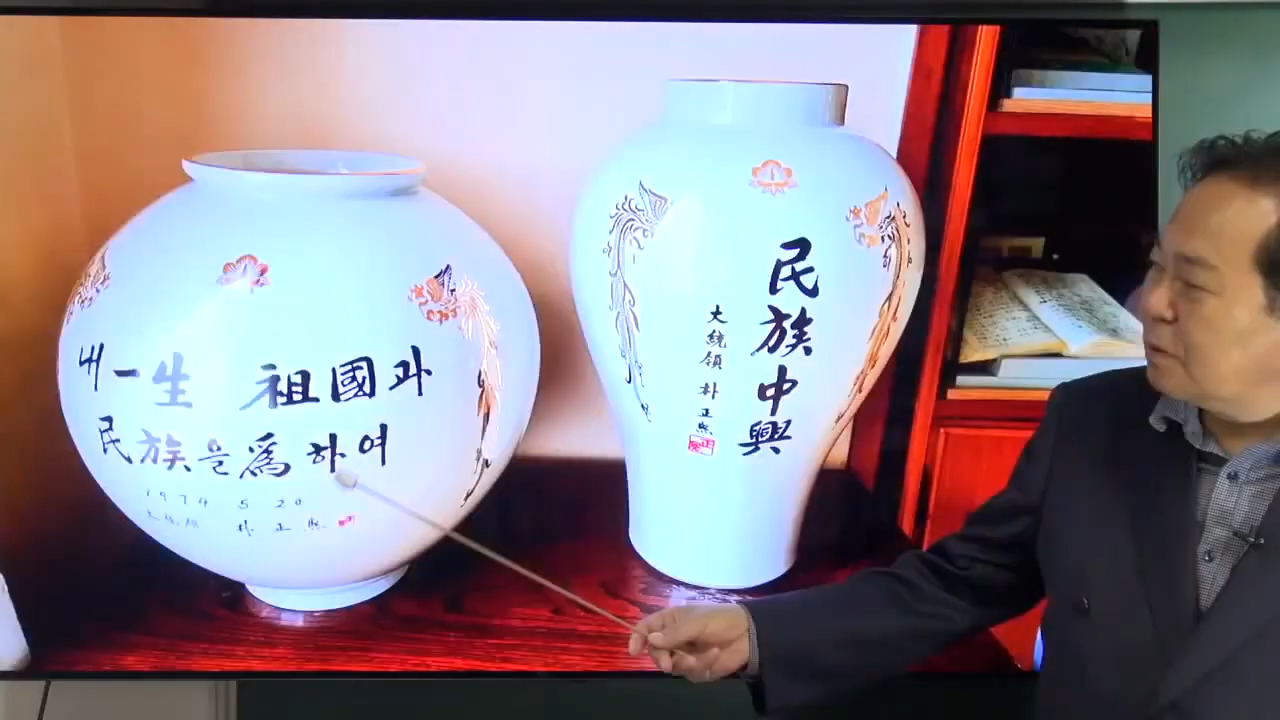 내 一生 祖國과
民族을 爲하여
1974 5 20
大統領 朴正熙
民族中興
大統領 朴正熙